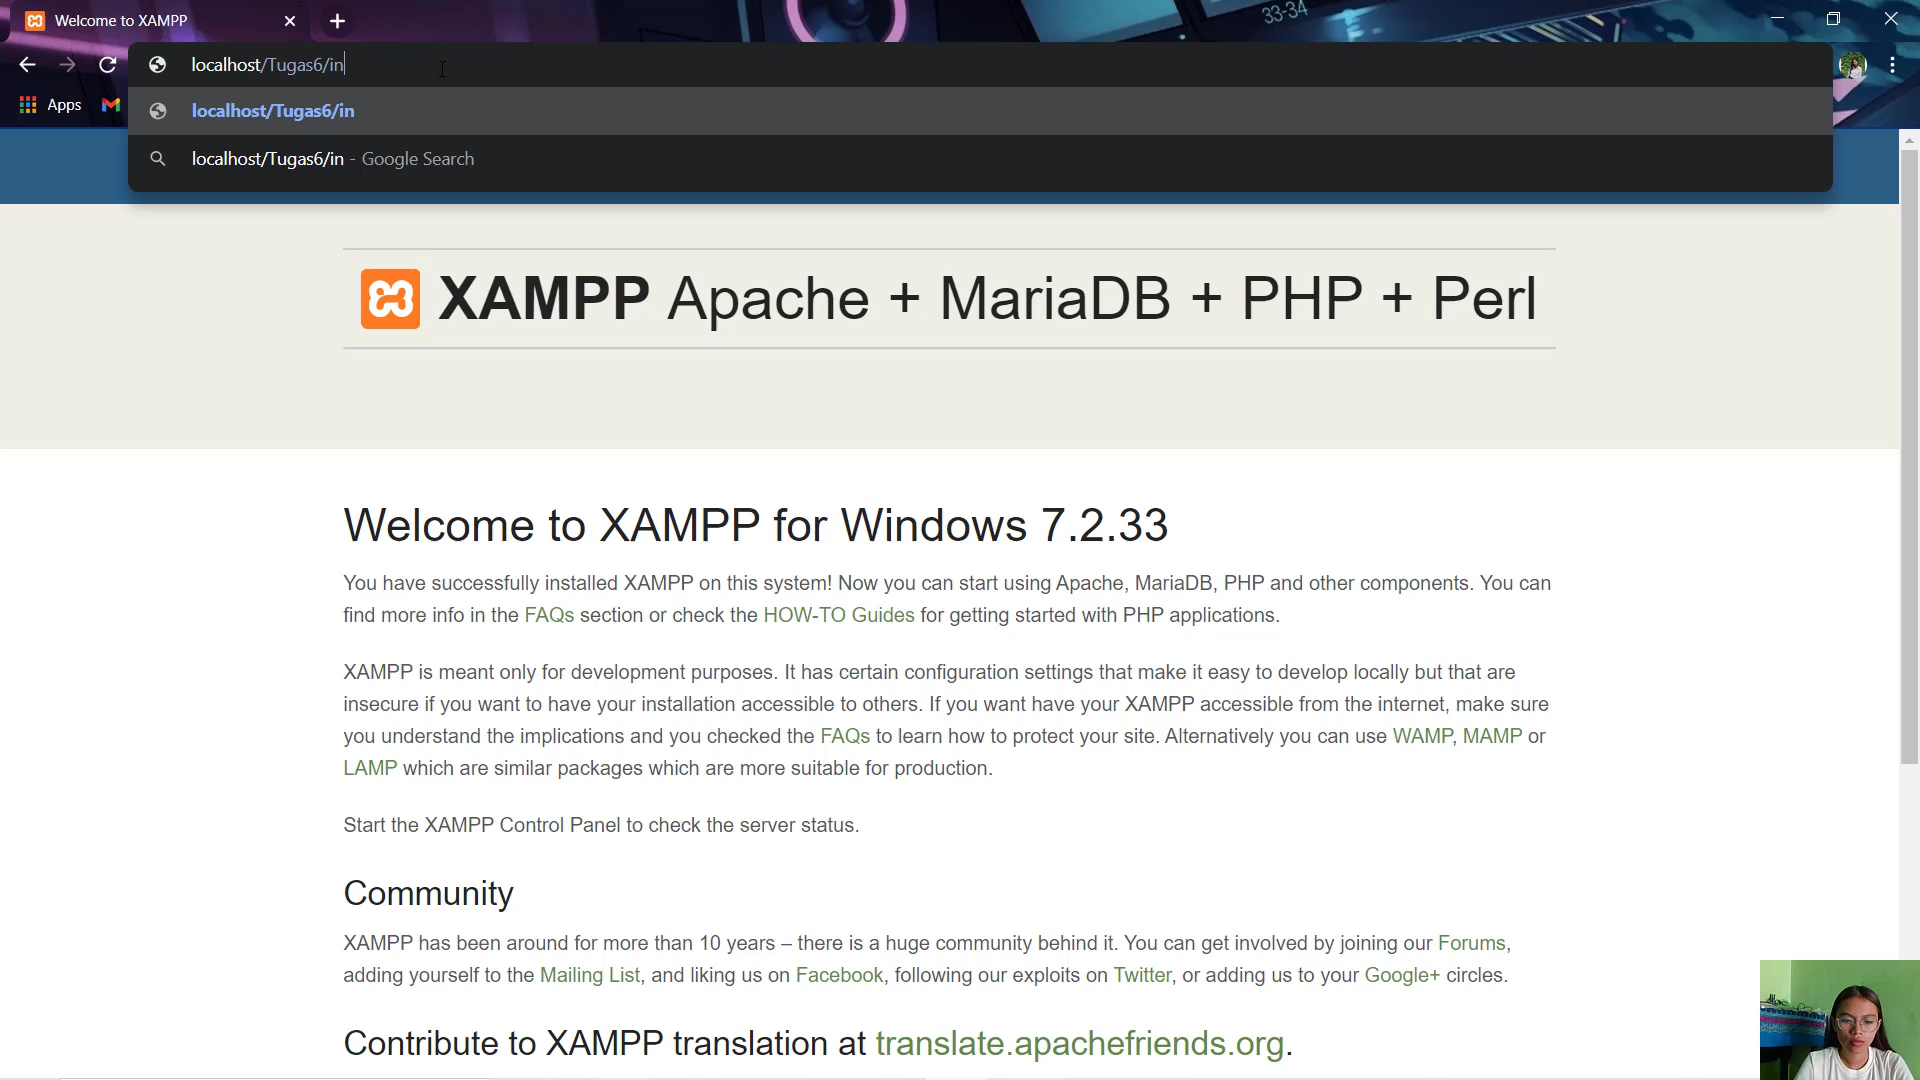 Welcome to XAMPP
33-34
localhost/Tugas6/in
Apps
localhost/Tugas6/in
localhost/Tugas6/in - Google Search
XAMPP Apache + MariaDB + PHP + Perl
Welcome to XAMPP for Windows 7.2.33
You have successfully installed XAMPP on this system! Now you can start using Apache, MariaDB, PHP and other components. You can
find more info in the FAQs section or check the HOW-TO Guides for getting started with PHP applications.
XAMPP is meant only for development purposes. It has certain configuration settings that make it easy to develop locally but that are
insecure if you want to have your installation accessible to others. If you want have your XAMPP accessible from the internet, make sure
you understand the implications and you checked the FAQs to learn how to protect your site. Alternatively you can use WAMP, MAMP or
LAMP which are similar packages which are more suitable for production.
Start the XAMPP Control Panel to check the server status.
Community
XAMPP has been around for more than 10 years – there is a huge community behind it. You can get involved by joining our Forums,
adding yourself to the Mailing List, and liking us on Facebook, following our exploits on Twitter, or adding us to your Google+ circles.
Contribute to XAMPP translation at translate.apachefriends.org.